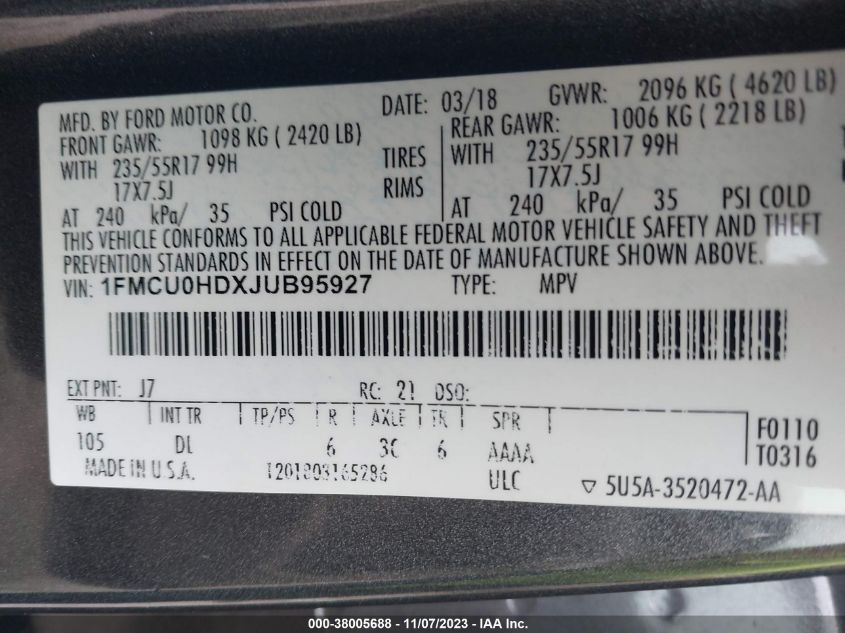 MFD. BY FORD MOTOR CO. DATE: 03/18 GVWR: 2096 KG ( 4620 LB)
FRONT GAWR: 1098 KG ( 2420 LB) REAR GAWR: 1006 KG ( 2218 LB)
WITH 235/55R17 99H TIRES WITH 235/55R17 99H
17X7.5J RIMS 17X7.5J
AT 240 kPa/ 35 PSI COLD AT 240 kPa/ 35 PSI COLD
THIS VEHICLE CONFORMS TO ALL APPLICABLE FEDERAL MOTOR VEHICLE SAFETY AND THEFT
PREVENTION STANDARDS IN EFFECT ON THE DATE OF MANUFACTURE SHOWN ABOVE.
VIN: 1FMCU0HDXJUB95927 TYPE: MPV
EXT PNT: J7 RC: 21 DSO:
WB INT TR TP/PS R AXLE TR SPR F0110
105 DL 6 3C 6 AAAA T0316
MADE IN U.S.A. T201803165286 ULC ▽ 5U5A-3520472-AA
000-38005688 - 11/07/2023 - IAA Inc.